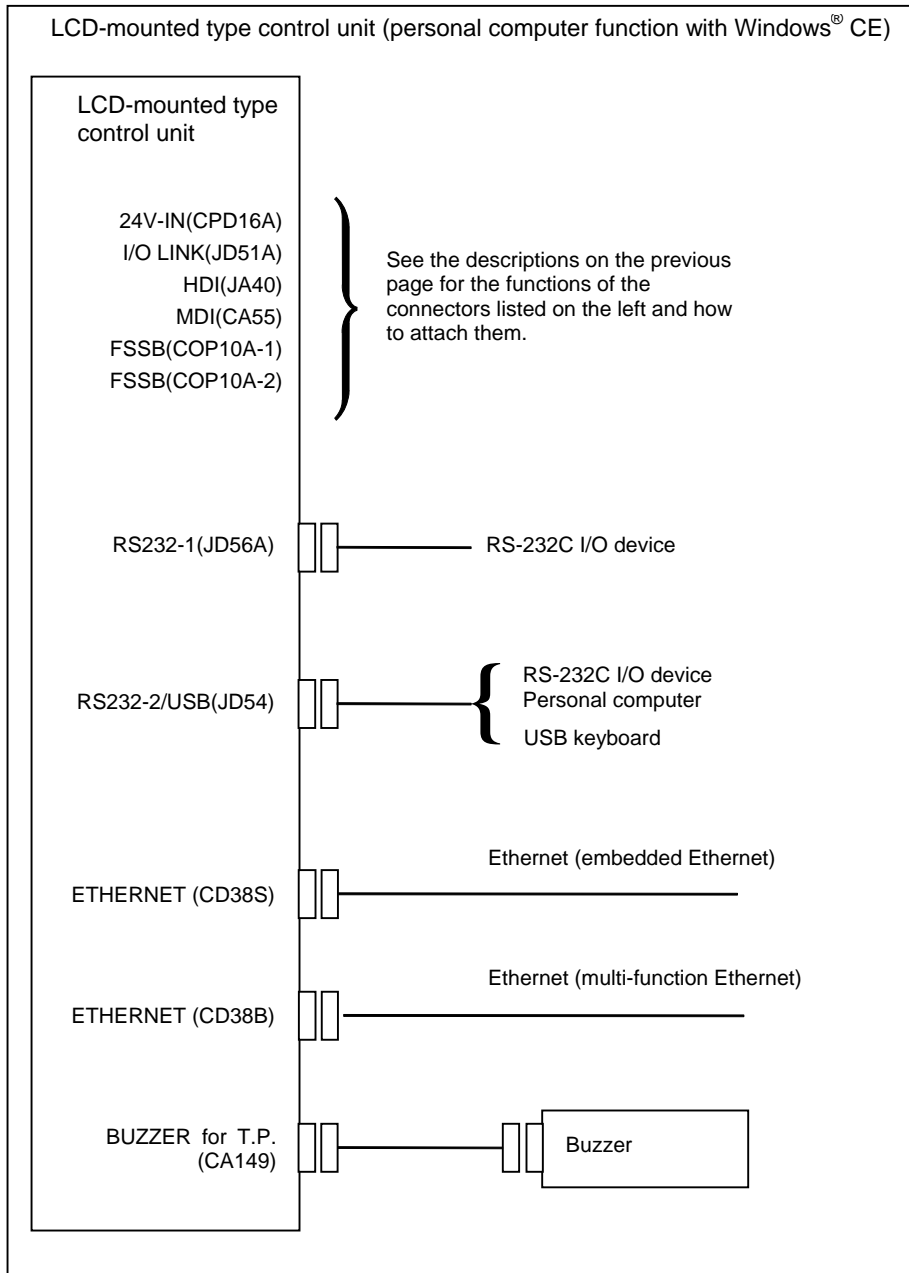 LCD-mounted type control unit (personal computer function with Windows® CE)
LCD-mounted type
control unit
24V-IN(CPD16A)
I/O LINK(JD51A)
HDI(JA40)
MDI(CA55)
FSSB(COP10A-1)
FSSB(COP10A-2)
See the descriptions on the previous
page for the functions of the
connectors listed on the left and how
to attach them.
RS232-1(JD56A)
RS-232C I/O device
RS232-2/USB(JD54)
RS-232C I/O device
Personal computer
USB keyboard
ETHERNET (CD38S)
Ethernet (embedded Ethernet)
ETHERNET (CD38B)
Ethernet (multi-function Ethernet)
BUZZER for T.P.
(CA149)
Buzzer